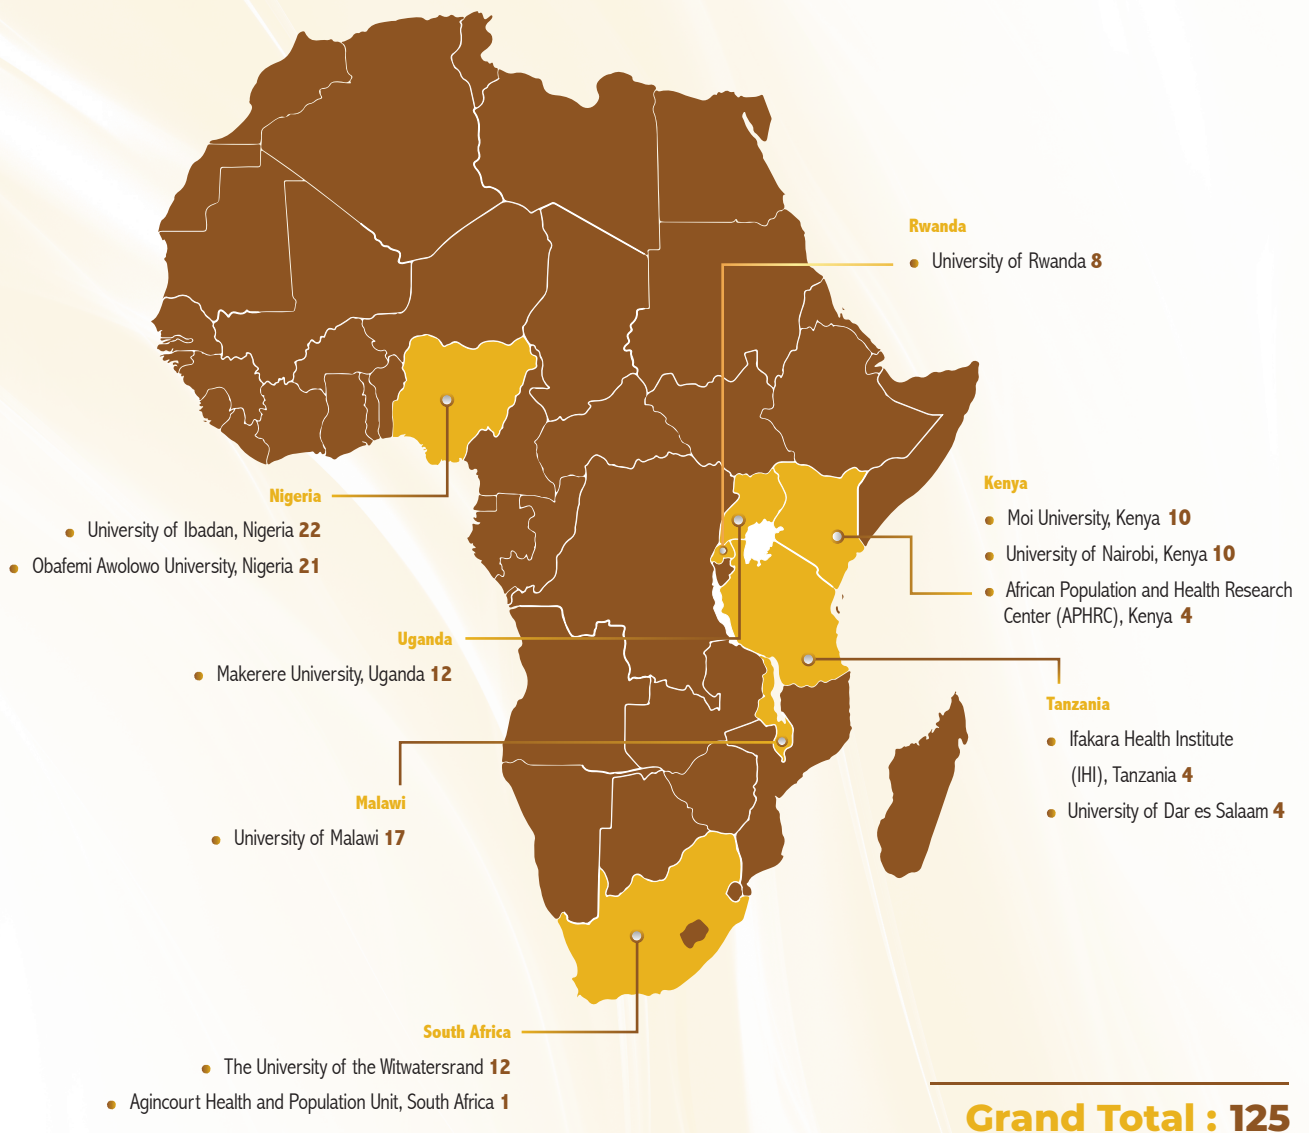 Rwanda
University of Rwanda 8
Nigeria
University of Ibadan, Nigeria 22
Obafemi Awolowo University, Nigeria 21
Kenya
Moi University, Kenya 10
University of Nairobi, Kenya 10
African Population and Health Research
Center (APHRC), Kenya 4
Uganda
Makerere University, Uganda 12
Tanzania
Ifakara Health Institute
(IHI), Tanzania 4
University of Dar es Salaam 4
Malawi
University of Malawi 17
South Africa
The University of the Witwatersrand 12
Agincourt Health and Population Unit, South Africa 1
Grand Total : 125